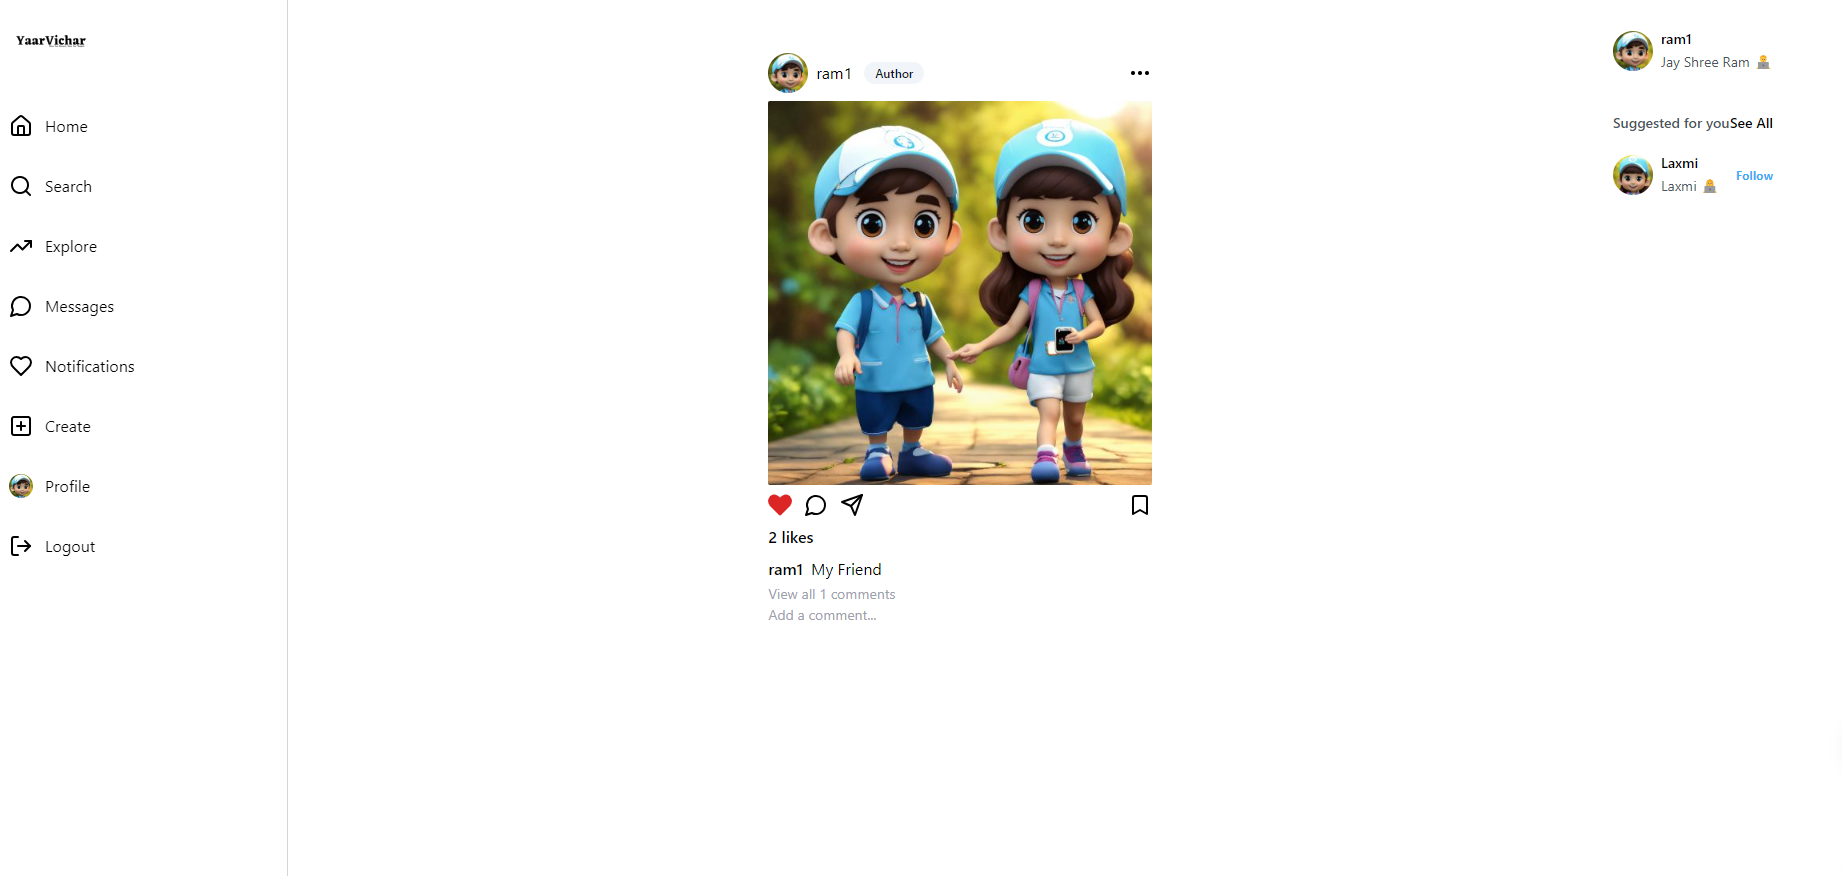 YaarVichar
Home
Search
Explore
Messages
Notifications
Create
Profile
Logout
ram1 Author
2 likes
ram1 My Friend
View all 1 comments
Add a comment...
ram1
Jay Shree Ram 🧑‍💻
Suggested for youSee All
Laxmi
Laxmi 🧑‍💻
Follow